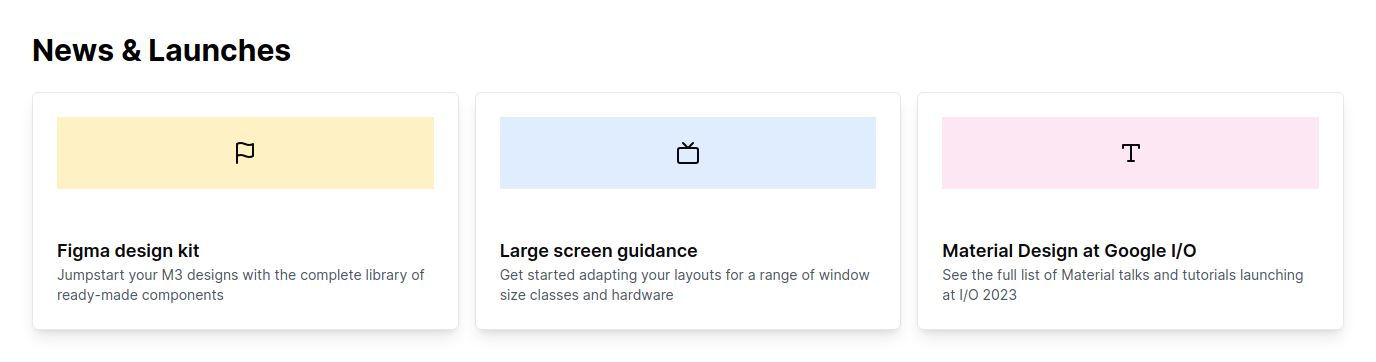 News & Launches
Figma design kit
Jumpstart your M3 designs with the complete library of
ready-made components
Large screen guidance
Get started adapting your layouts for a range of window
size classes and hardware
Material Design at Google I/O
See the full list of Material talks and tutorials launching
at I/O 2023